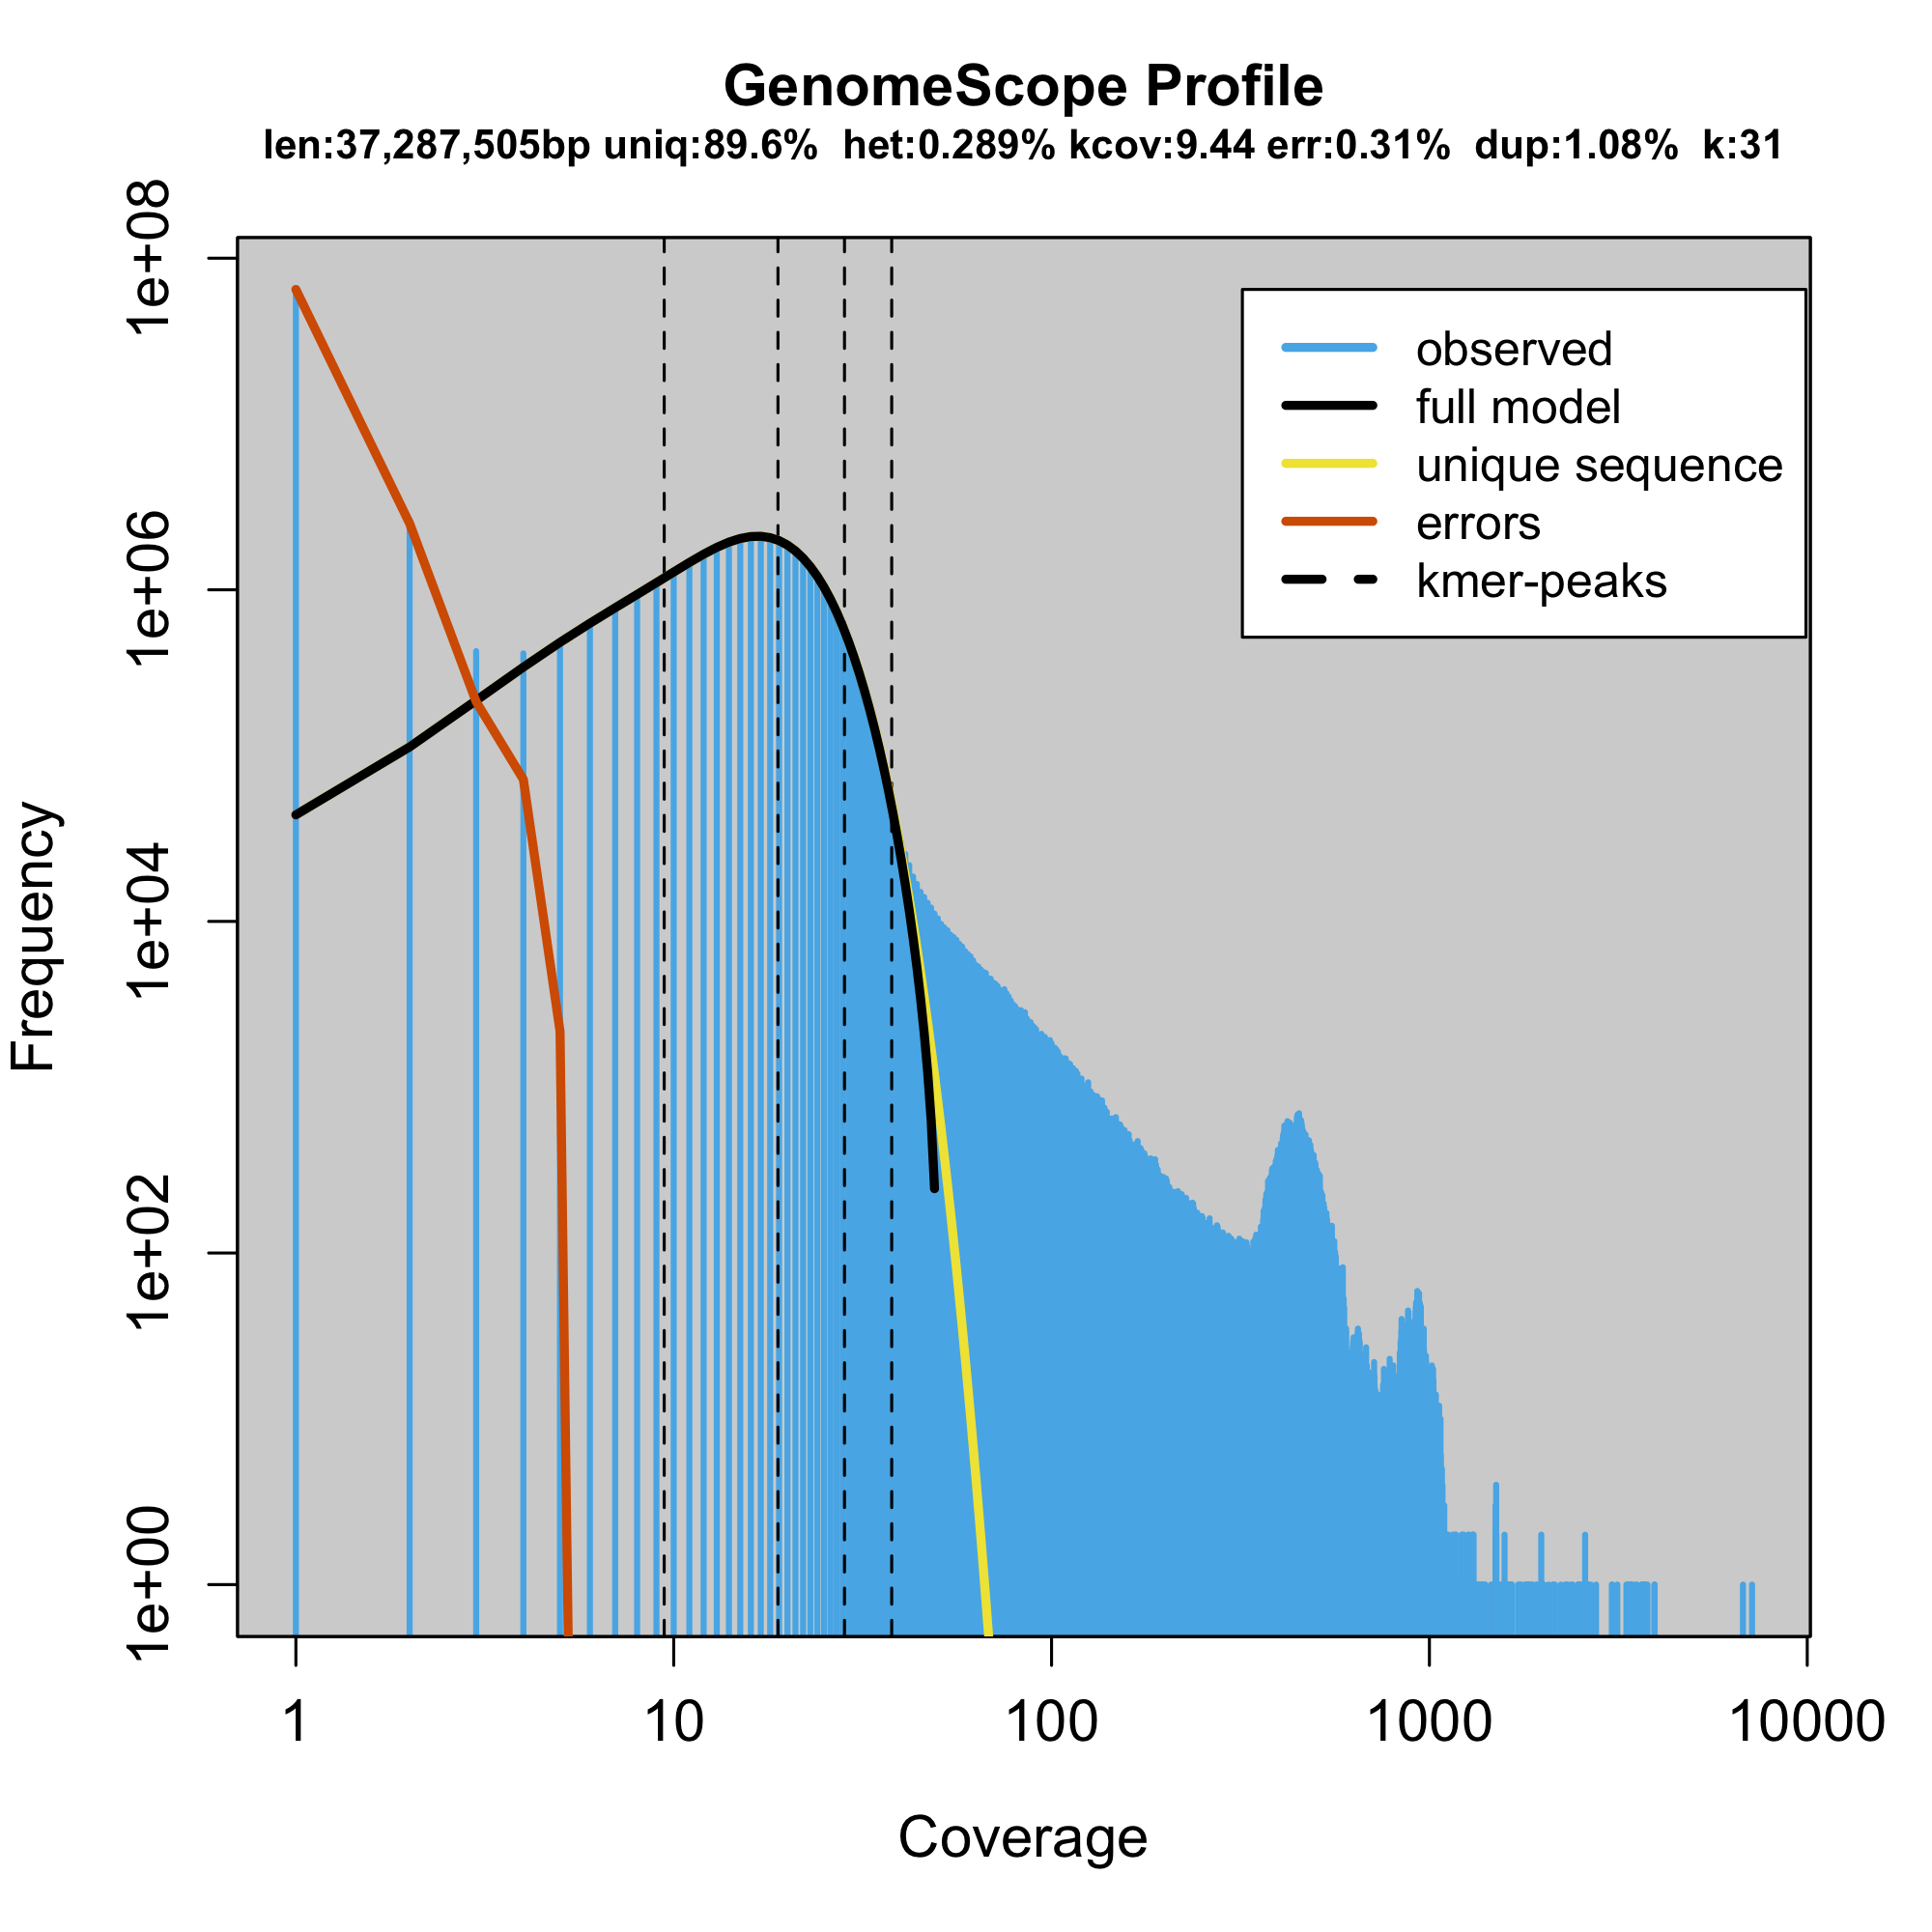 GenomeScope Profile
len:37,287,505bp uniq:89.6% het:0.289% kcov:9.44 err:0.31% dup:1.08% k:31
observed
full model
unique sequence
errors
kmer-peaks
Frequency
1e+08
1e+06
1e+04
1e+02
1e+00
1 10 100 1000 10000
Coverage